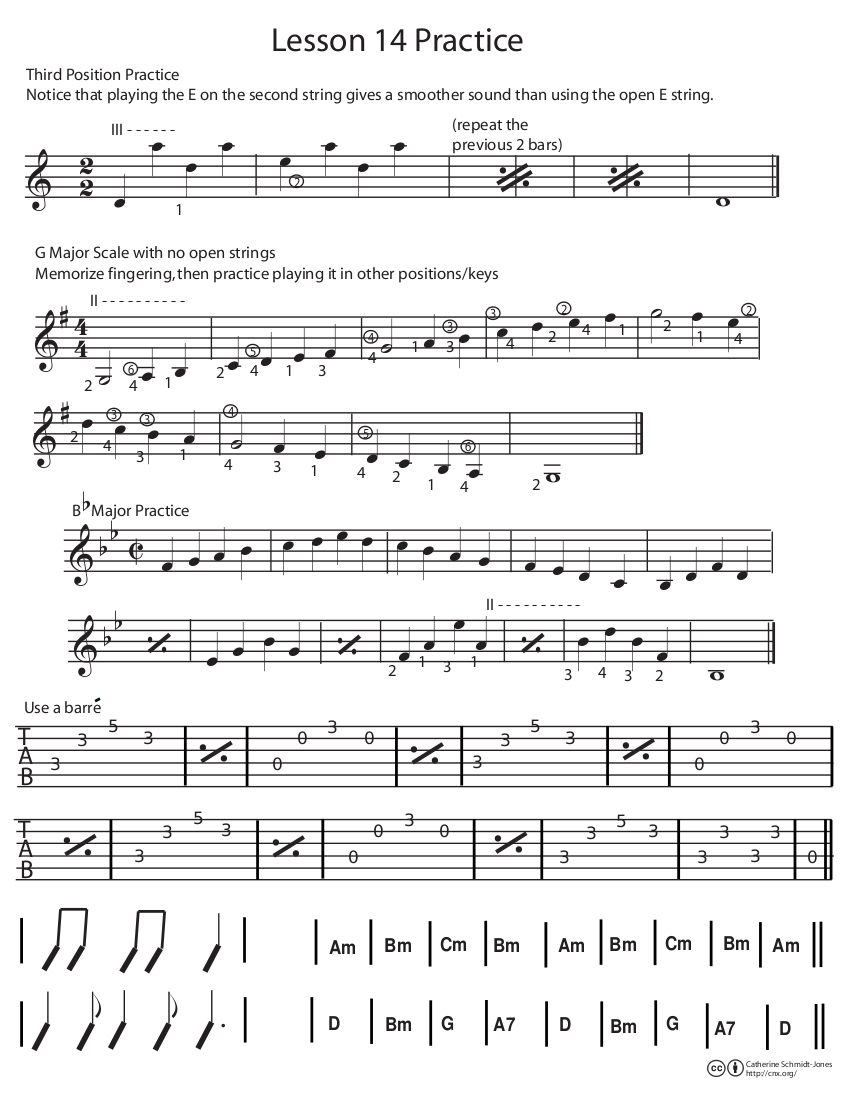 Lesson 14 Practice
Third Position Practice
Notice that playing the E on the second string gives a smoother sound than using the open E string.
III - - - - - -
(repeat the
previous 2 bars)
2
2
②
1
G Major Scale with no open strings
Memorize fingering, then practice playing it in other positions/keys
II - - - - - - - - - -
4
4
2 ⑥ 4 1 2 ⑤ 4 1 3 ④ 4 1 ③ 3 ③ 4 2 ② 4 1 2 1 ② 4
2 ③ 4 ③ 3 1 ④ 4 3 1 ⑤ 4 2 1 ⑥ 4 2
B♭ Major Practice
II - - - - - - - - - -
2 1 3 1 3 4 3 2
Use a barré
T
A
B
3 3 5 3 0 0 3 0 3 3 5 3 0 0 3 0
T
A
B
3 3 5 3 0 0 3 0 3 3 5 3 3 3 3 3 0
Am Bm Cm Bm Am Bm Cm Bm Am
D Bm G A7 D Bm G A7 D
cc Catherine Schmidt-Jones
http://cnx.org/